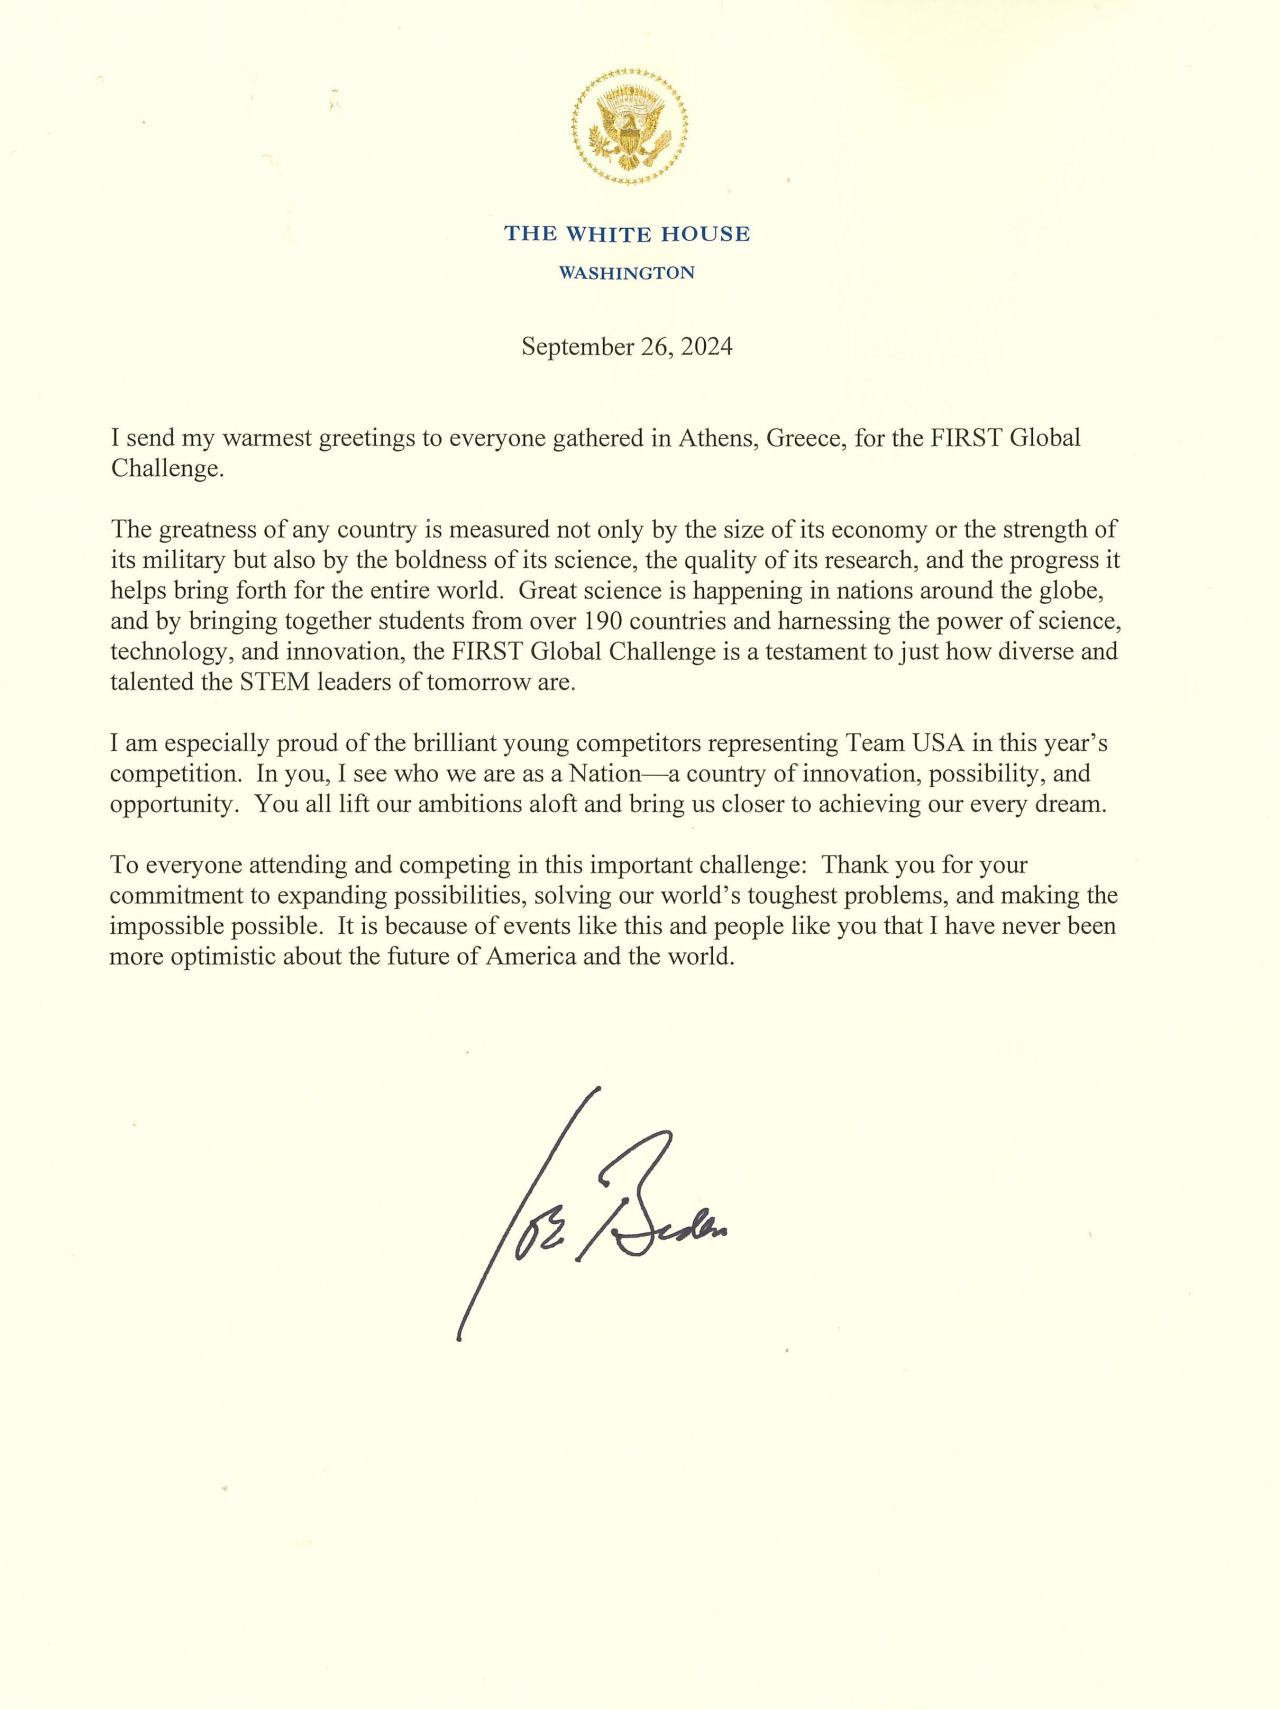 THE WHITE HOUSE
WASHINGTON
September 26, 2024
I send my warmest greetings to everyone gathered in Athens, Greece, for the FIRST Global
Challenge.
The greatness of any country is measured not only by the size of its economy or the strength of
its military but also by the boldness of its science, the quality of its research, and the progress it
helps bring forth for the entire world.  Great science is happening in nations around the globe,
and by bringing together students from over 190 countries and harnessing the power of science,
technology, and innovation, the FIRST Global Challenge is a testament to just how diverse and
talented the STEM leaders of tomorrow are.
I am especially proud of the brilliant young competitors representing Team USA in this year’s
competition.  In you, I see who we are as a Nation—a country of innovation, possibility, and
opportunity.  You all lift our ambitions aloft and bring us closer to achieving our every dream.
To everyone attending and competing in this important challenge:  Thank you for your
commitment to expanding possibilities, solving our world’s toughest problems, and making the
impossible possible.  It is because of events like this and people like you that I have never been
more optimistic about the future of America and the world.
Joe Biden